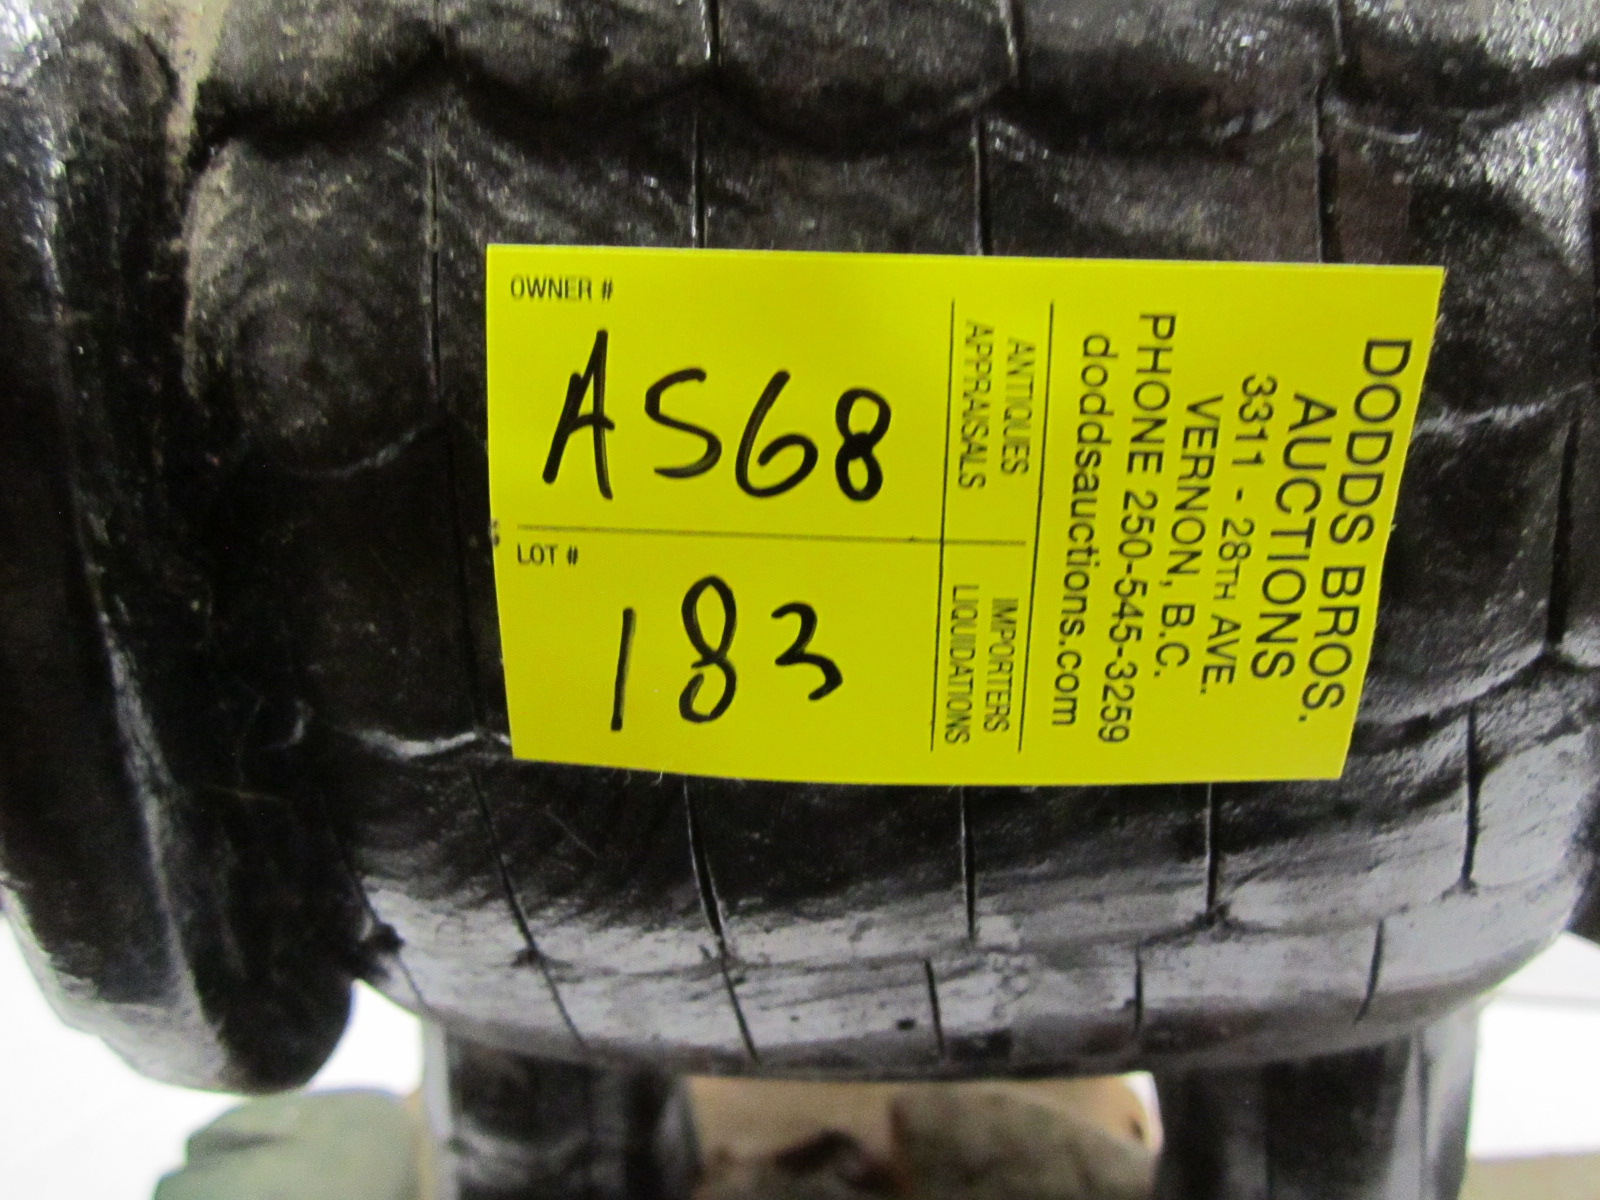 OWNER #
A568
LOT #
183
DODDS BROS.
AUCTIONS
3311 - 28TH AVE.
VERNON, B.C.
PHONE 250-545-3259
doddsauctions.com
ANTIQUES IMPORTERS
APPRAISALS LIQUIDATIONS